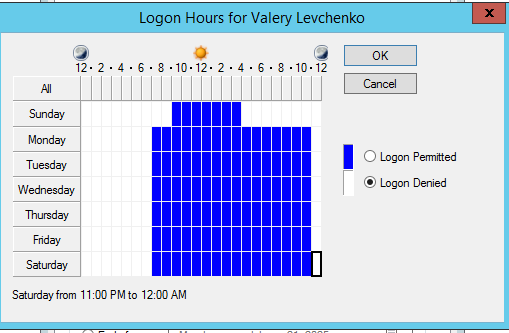 Logon Hours for Valery Levchenko
x
OK
12 · 2 · 4 · 6 · 8 · 10 · 12 · 2 · 4 · 6 · 8 · 10 · 12
Cancel
All
Sunday
Monday
Tuesday
Logon Permitted
Wednesday
Logon Denied
Thursday
Friday
Saturday
Saturday from 11:00 PM to 12:00 AM